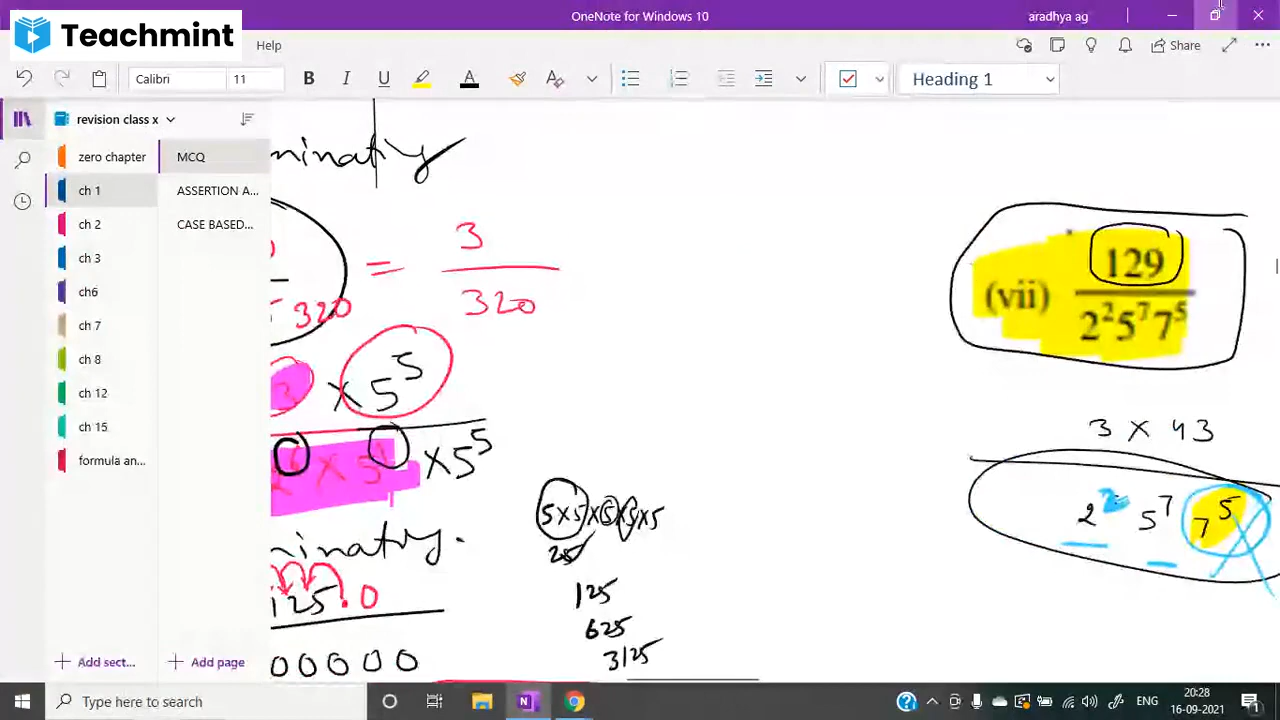 OneNote for Windows 10
aradhya ag
Teachmint
Help
Share
Calibri
11
B
I
U
A
Heading 1
revision class x
zero chapter
ch 1
ch 2
ch 3
ch6
ch 7
ch 8
ch 12
ch 15
formula an...
MCQ
ASSERTION A...
CASE BASED...
Add sect...
Add page
= 3/320
320
× 5⁵
× 5⁵
125.0
00000
5×5×5×5×5
25
125
625
3125
(vii) 129
2²5⁷7⁵
3 × 43
2² 5⁷ 7⁵
Type here to search
ENG
20:28
16-09-2021